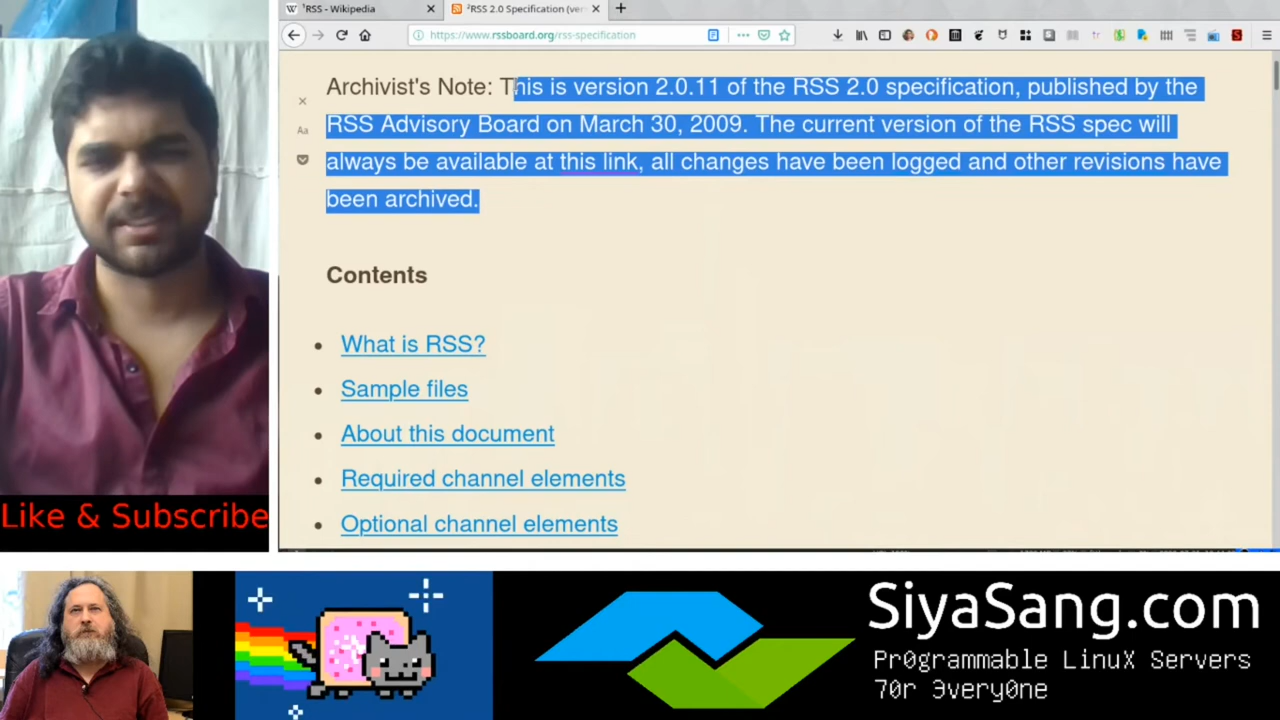 ¹RSS - Wikipedia
²RSS 2.0 Specification (ver
https://www.rssboard.org/rss-specification
Archivist's Note: This is version 2.0.11 of the RSS 2.0 specification, published by the
RSS Advisory Board on March 30, 2009. The current version of the RSS spec will
always be available at this link, all changes have been logged and other revisions have
been archived.
Aa
Contents
What is RSS?
Sample files
About this document
Required channel elements
Optional channel elements
Like & Subscribe
SiyaSang.com
Pr0grammable LinuX Servers
70r Эvery0ne